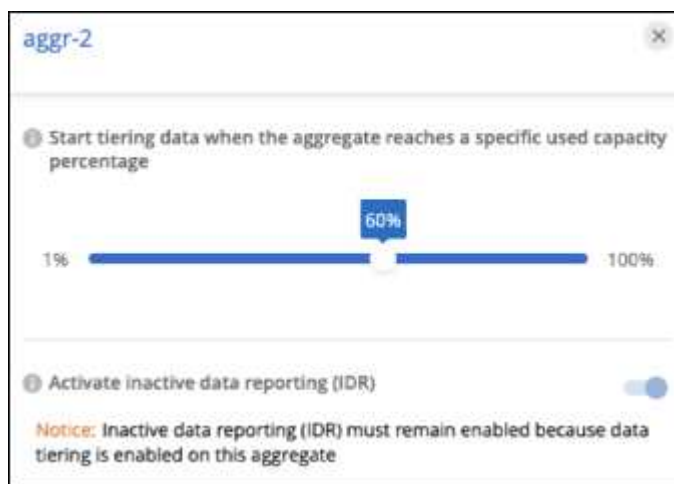 aggr-2
Start tiering data when the aggregate reaches a specific used capacity
percentage
60%
1%
100%
Activate inactive data reporting (IDR)
Notice: Inactive data reporting (IDR) must remain enabled because data
tiering is enabled on this aggregate